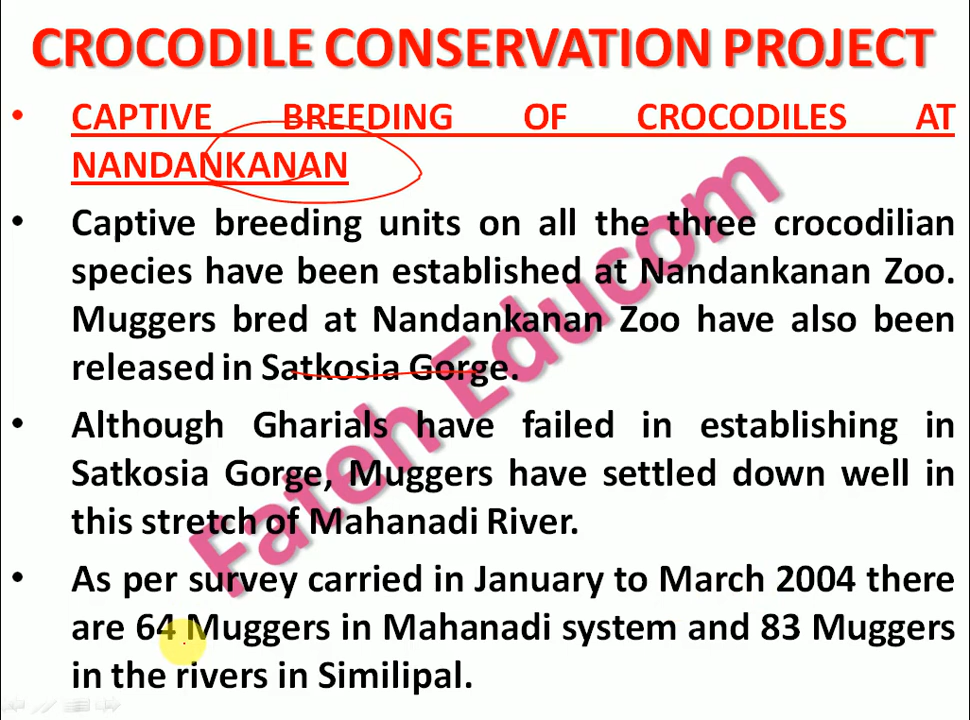 CROCODILE CONSERVATION PROJECT
• CAPTIVE BREEDING OF CROCODILES AT
NANDANKANAN
• Captive breeding units on all the three crocodilian
species have been established at Nandankanan Zoo.
Muggers bred at Nandankanan Zoo have also been
released in Satkosia Gorge.
• Although Gharials have failed in establishing in
Satkosia Gorge, Muggers have settled down well in
this stretch of Mahanadi River.
• As per survey carried in January to March 2004 there
are 64 Muggers in Mahanadi system and 83 Muggers
in the rivers in Similipal.
Fateh Educom